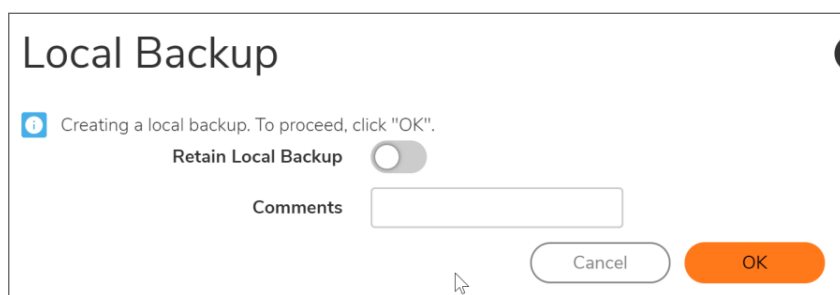 Local Backup
Creating a local backup. To proceed, click "OK".
Retain Local Backup
Comments
Cancel OK